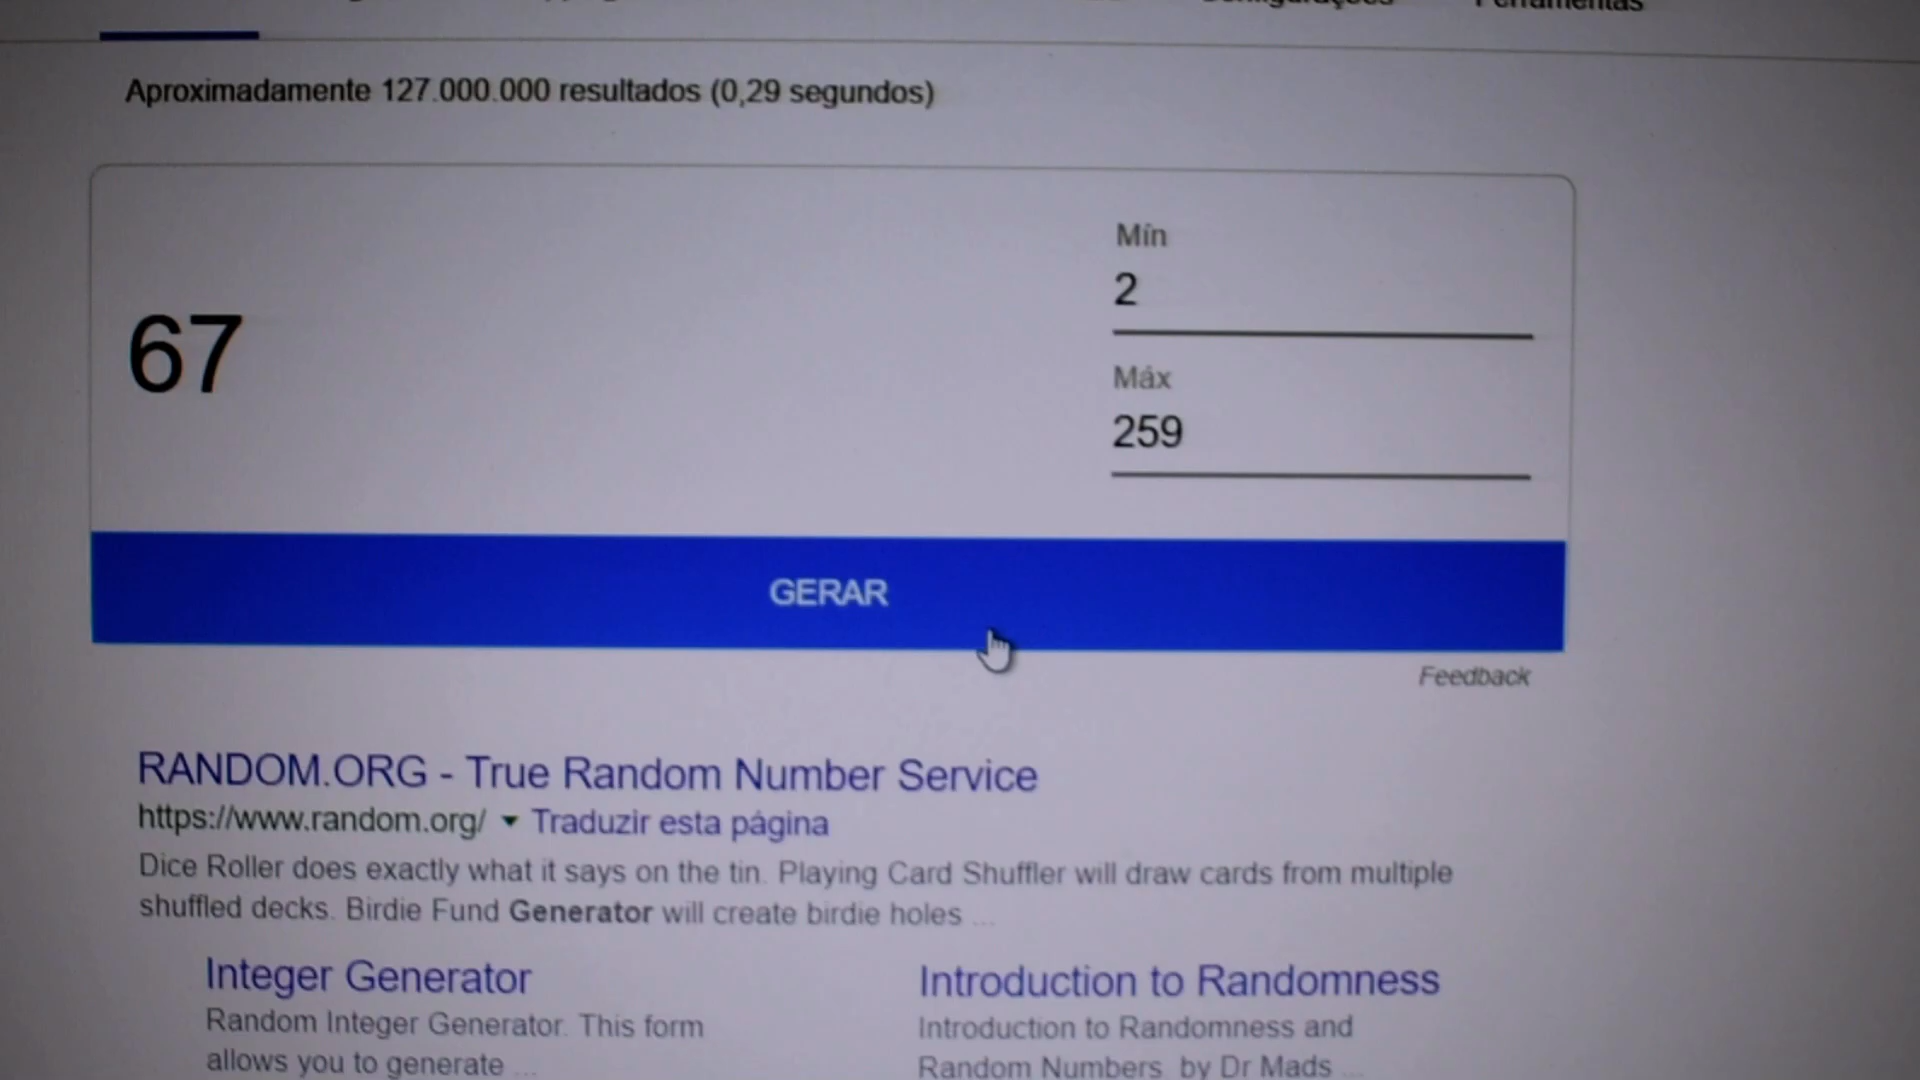 Configurações
Ferramentas
Aproximadamente 127.000.000 resultados (0,29 segundos)
Mín
2
67
Máx
259
GERAR
Feedback
RANDOM.ORG - True Random Number Service
https://www.random.org/ ▼ Traduzir esta página
Dice Roller does exactly what it says on the tin. Playing Card Shuffler will draw cards from multiple
shuffled decks. Birdie Fund Generator will create birdie holes ...
Integer Generator
Random Integer Generator. This form
allows you to generate ...
Introduction to Randomness
Introduction to Randomness and
Random Numbers. by Dr Mads ...